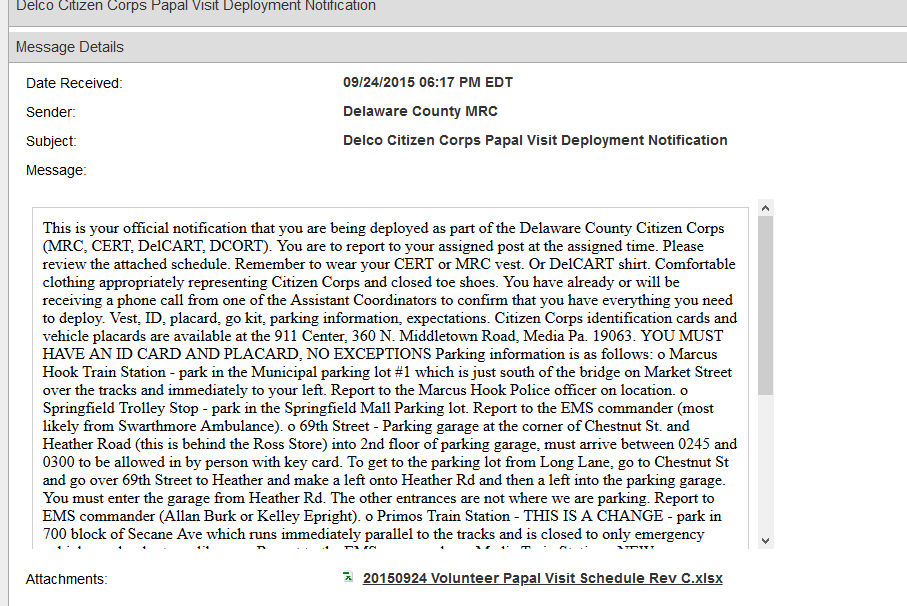 Delco Citizen Corps Papal Visit Deployment Notification
Message Details
Date Received: 09/24/2015 06:17 PM EDT
Sender: Delaware County MRC
Subject: Delco Citizen Corps Papal Visit Deployment Notification
Message:
This is your official notification that you are being deployed as part of the Delaware County Citizen Corps
(MRC, CERT, DelCART, DCORT). You are to report to your assigned post at the assigned time. Please
review the attached schedule. Remember to wear your CERT or MRC vest. Or DelCART shirt. Comfortable
clothing appropriately representing Citizen Corps and closed toe shoes. You have already or will be
receiving a phone call from one of the Assistant Coordinators to confirm that you have everything you need
to deploy. Vest, ID, placard, go kit, parking information, expectations. Citizen Corps identification cards and
vehicle placards are available at the 911 Center, 360 N. Middletown Road, Media Pa. 19063. YOU MUST
HAVE AN ID CARD AND PLACARD, NO EXCEPTIONS Parking information is as follows: o Marcus
Hook Train Station - park in the Municipal parking lot #1 which is just south of the bridge on Market Street
over the tracks and immediately to your left. Report to the Marcus Hook Police officer on location. o
Springfield Trolley Stop - park in the Springfield Mall Parking lot. Report to the EMS commander (most
likely from Swarthmore Ambulance). o 69th Street - Parking garage at the corner of Chestnut St. and
Heather Road (this is behind the Ross Store) into 2nd floor of parking garage, must arrive between 0245 and
0300 to be allowed in by person with key card. To get to the parking lot from Long Lane, go to Chestnut St
and go over 69th Street to Heather and make a left onto Heather Rd and then a left into the parking garage.
You must enter the garage from Heather Rd. The other entrances are not where we are parking. Report to
EMS commander (Allan Burk or Kelley Epright). o Primos Train Station - THIS IS A CHANGE - park in
700 block of Secane Ave which runs immediately parallel to the tracks and is closed to only emergency
Attachments: 20150924 Volunteer Papal Visit Schedule Rev C.xlsx